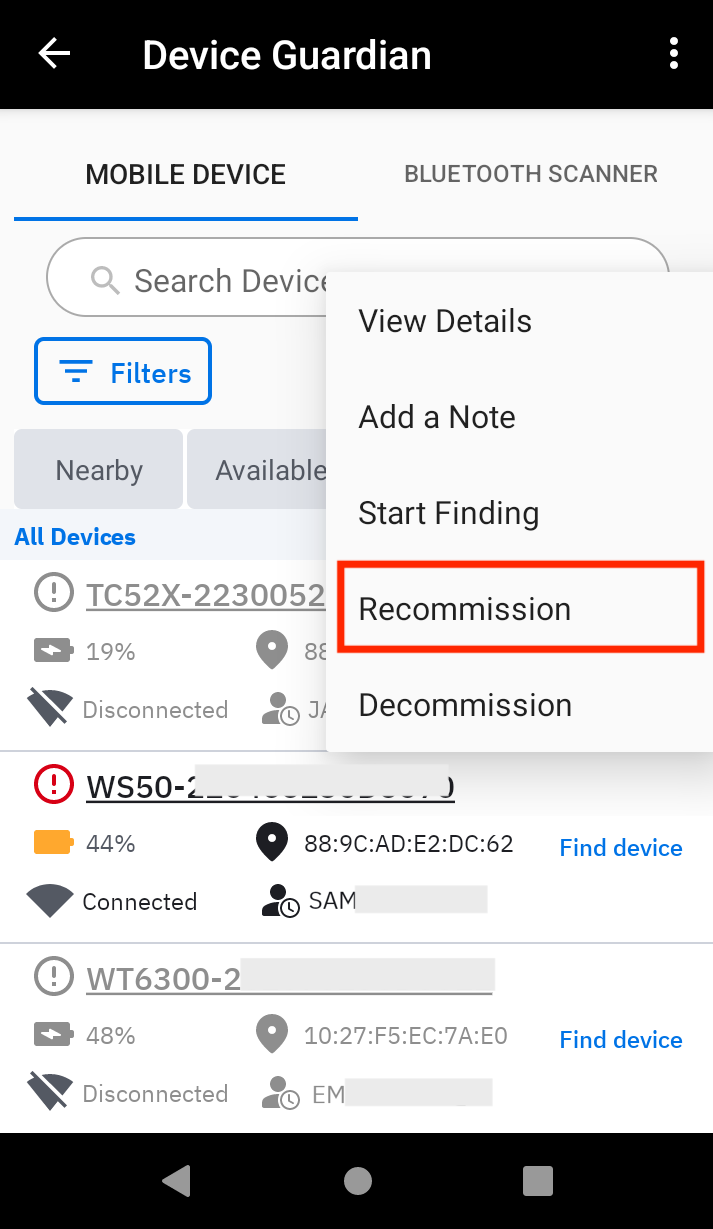 Device Guardian
MOBILE DEVICE
BLUETOOTH SCANNER
Search Device
View Details
Add a Note
Start Finding
Recommission
Decommission
Filters
Nearby
Available
All Devices
TC52X-2230052
19%
88
Disconnected
JA
WS50-2
44%
88:9C:AD:E2:DC:62
Find device
Connected
SAM
WT6300-2
48%
10:27:F5:EC:7A:E0
Find device
Disconnected
EM